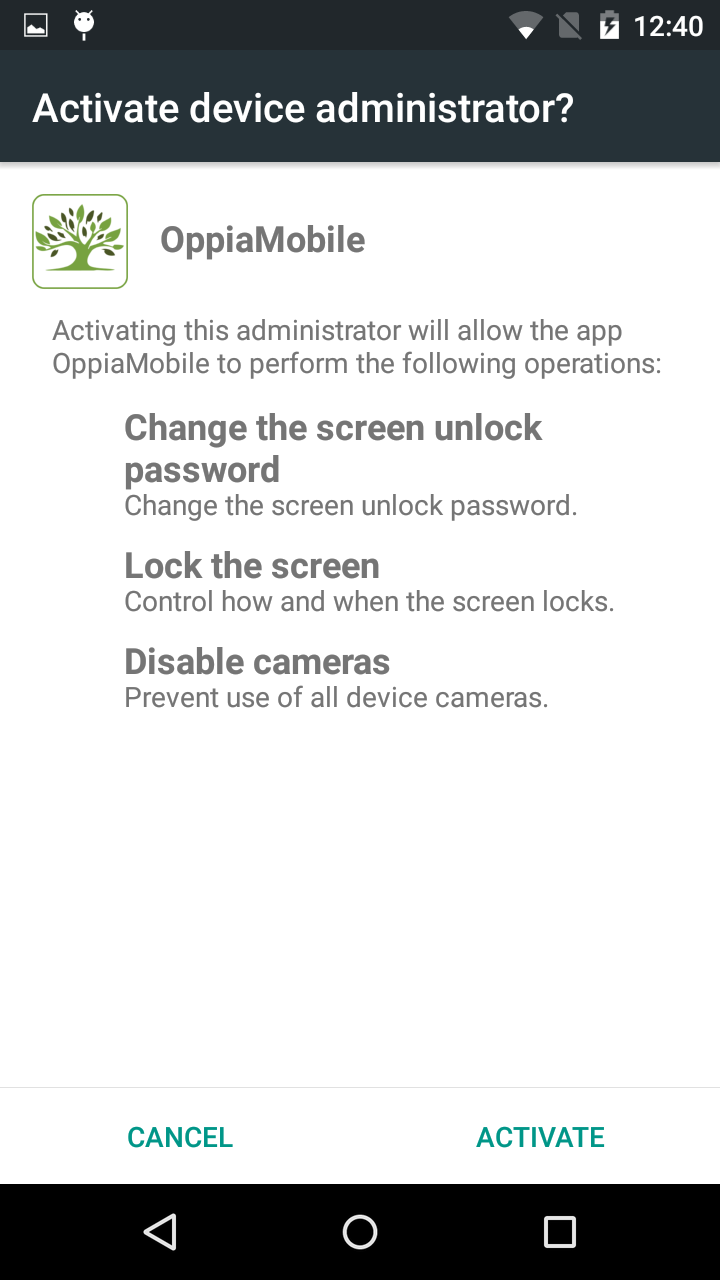 12:40
Activate device administrator?
OppiaMobile
Activating this administrator will allow the app
OppiaMobile to perform the following operations:
Change the screen unlock
password
Change the screen unlock password.
Lock the screen
Control how and when the screen locks.
Disable cameras
Prevent use of all device cameras.
CANCEL ACTIVATE